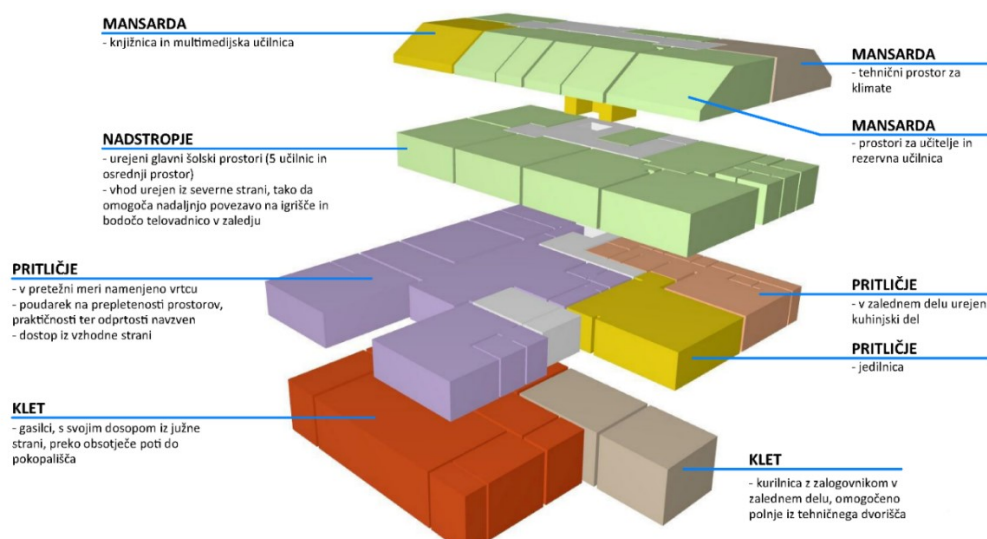 MANSARDA
- knjižnica in multimedijska učilnica
MANSARDA
- tehnični prostor za
klimate
MANSARDA
- prostori za učitelje in
rezervna učilnica
NADSTROPJE
- urejeni glavni šolski prostori (5 učilnic in
osrednji prostor)
- vhod urejen iz severne strani, tako da
omogoča nadaljnjo povezavo na igrišče in
bodočo telovadnico v zaledju
PRITLIČJE
- v pretežni meri namenjeno vrtcu
- poudarek na prepletenosti prostorov,
praktičnosti ter odprtosti navzven
- dostop iz vzhodne strani
PRITLIČJE
- v zalednem delu urejen
kuhinjski del
PRITLIČJE
- jedilnica
KLET
- gasilci, s svojim dosopom iz južne
strani, preko obsotječe poti do
pokopališča
KLET
- kurilnica z zalogovnikom v
zalednem delu, omogočeno
polnje iz tehničnega dvorišča